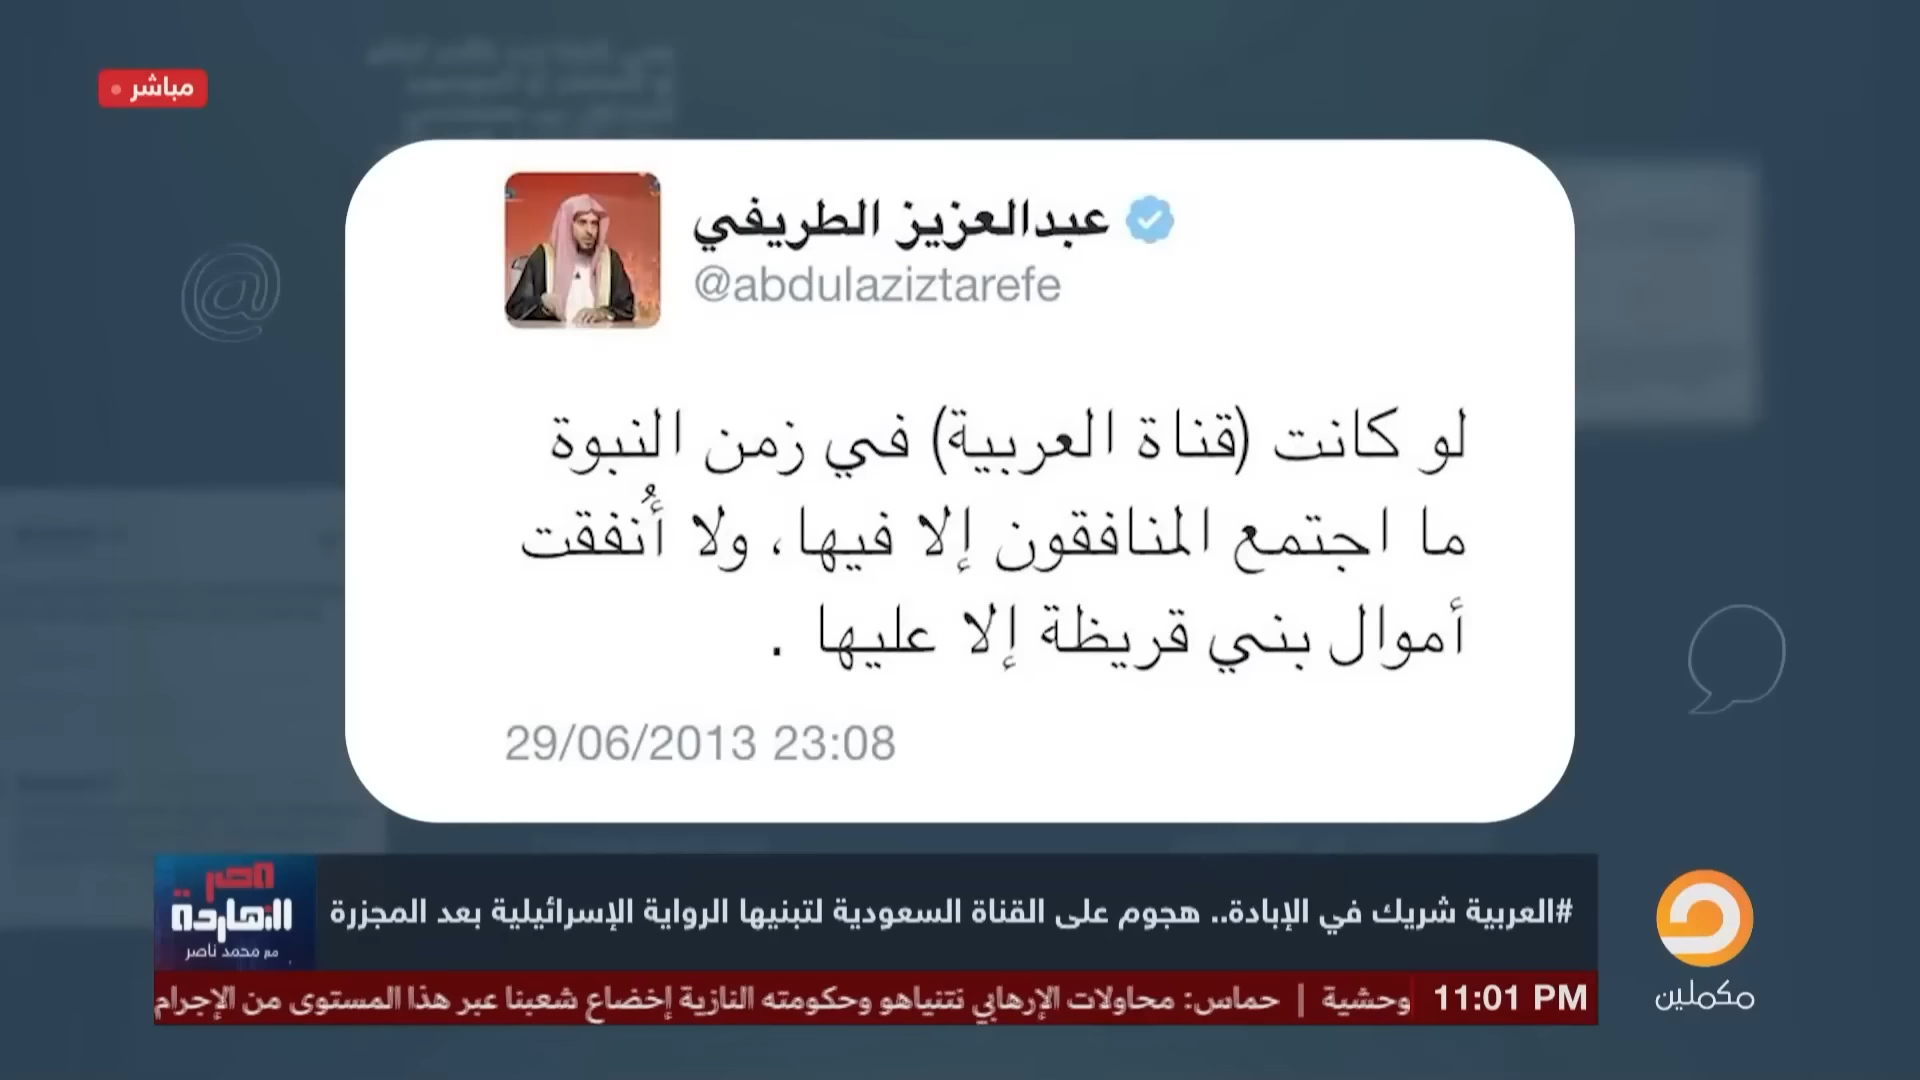 مباشر
عبدالعزيز الطريفي
@abdulaziztarefe
لو كانت (قناة العربية) في زمن النبوة
ما اجتمع المنافقون إلا فيها، ولا أُنفقت
أموال بني قريظة إلا عليها .
29/06/2013 23:08
#العربية شريك في الإبادة.. هجوم على القناة السعودية لتبنيها الرواية الإسرائيلية بعد المجزرة
مصر
النهاردة
مع محمد ناصر
11:01 PM
وحشية | حماس: محاولات الإرهابي نتنياهو وحكومته النازية إخضاع شعبنا عبر هذا المستوى من الإجرام
مكملين